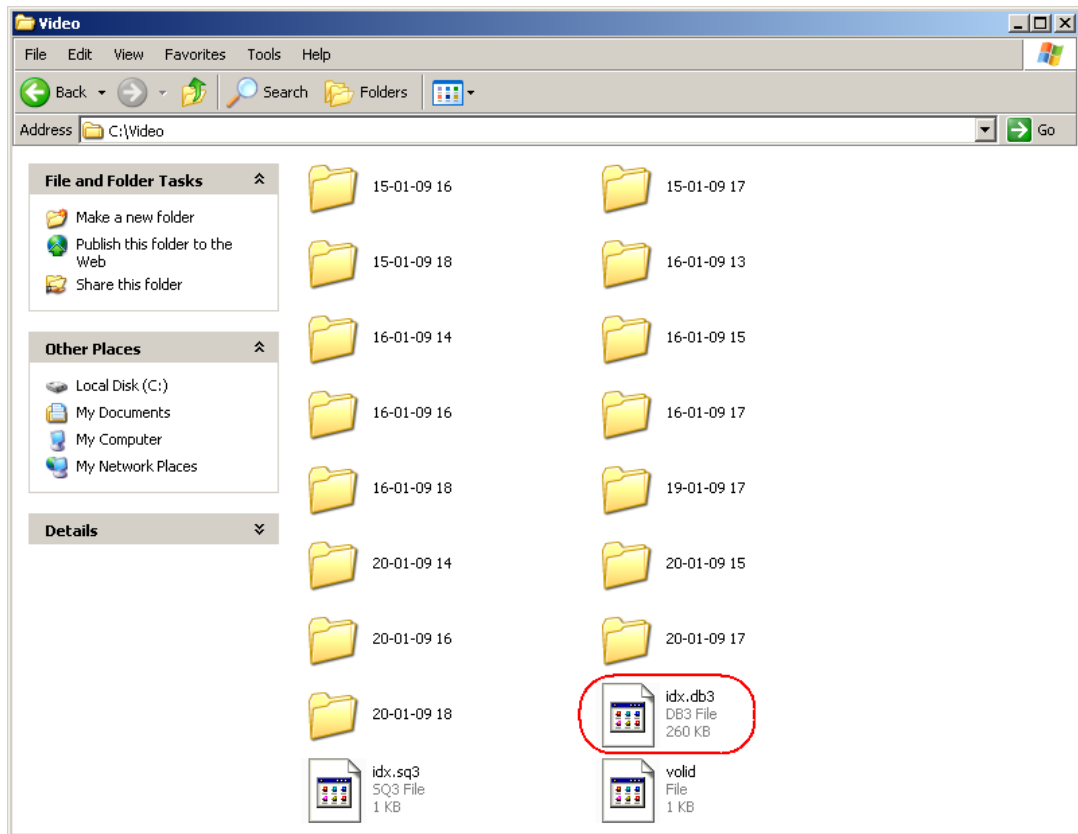 Video
File Edit View Favorites Tools Help
Back Search Folders
Address C:\Video Go
File and Folder Tasks
Make a new folder
Publish this folder to the
Web
Share this folder
Other Places
Local Disk (C:)
My Documents
My Computer
My Network Places
Details
15-01-09 16
15-01-09 17
15-01-09 18
16-01-09 13
16-01-09 14
16-01-09 15
16-01-09 16
16-01-09 17
16-01-09 18
19-01-09 17
20-01-09 14
20-01-09 15
20-01-09 16
20-01-09 17
20-01-09 18
idx.db3
DB3 File
260 KB
idx.sq3
SQ3 File
1 KB
volid
File
1 KB